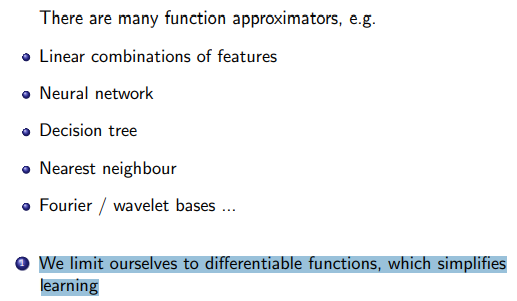 There are many function approximators, e.g.
Linear combinations of features
Neural network
Decision tree
Nearest neighbour
Fourier / wavelet bases ...
1 We limit ourselves to differentiable functions, which simplifies
learning